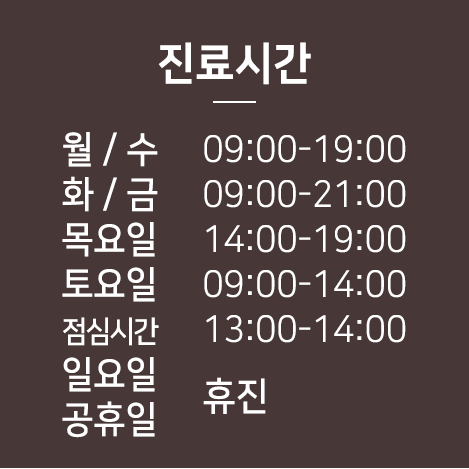 진료시간
월 / 수 09:00-19:00
화 / 금 09:00-21:00
목요일 14:00-19:00
토요일 09:00-14:00
점심시간 13:00-14:00
일요일
공휴일
휴진